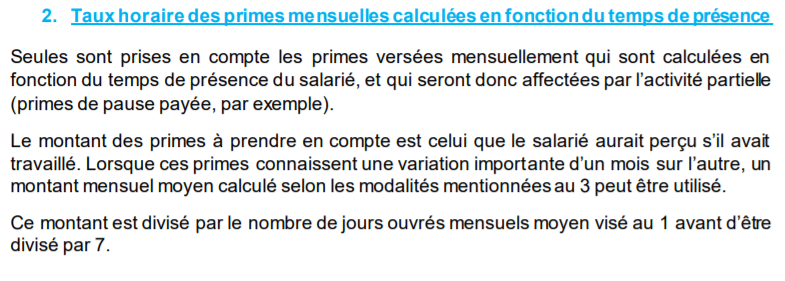 2. Taux horaire des primes mensuelles calculées en fonction du temps de présence
Seules sont prises en compte les primes versées mensuellement qui sont calculées en
fonction du temps de présence du salarié, et qui seront donc affectées par l’activité partielle
(primes de pause payée, par exemple).
Le montant des primes à prendre en compte est celui que le salarié aurait perçu s’il avait
travaillé. Lorsque ces primes connaissent une variation importante d’un mois sur l’autre, un
montant mensuel moyen calculé selon les modalités mentionnées au 3 peut être utilisé.
Ce montant est divisé par le nombre de jours ouvrés mensuels moyen visé au 1 avant d’être
divisé par 7.